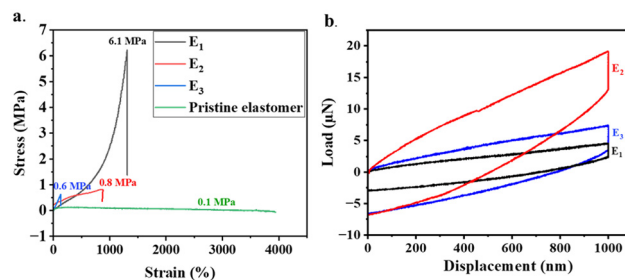 a.
7
6
5
4
3
2
1
0
−1
Stress (MPa)
6.1 MPa
E1
E2
E3
Pristine elastomer
0.6 MPa
0.8 MPa
0.1 MPa
0 1000 2000 3000 4000
Strain (%)
b.
25
20
15
10
5
0
−5
−10
Load (µN)
E2
E3
E1
0 200 400 600 800 1000
Displacement (nm)